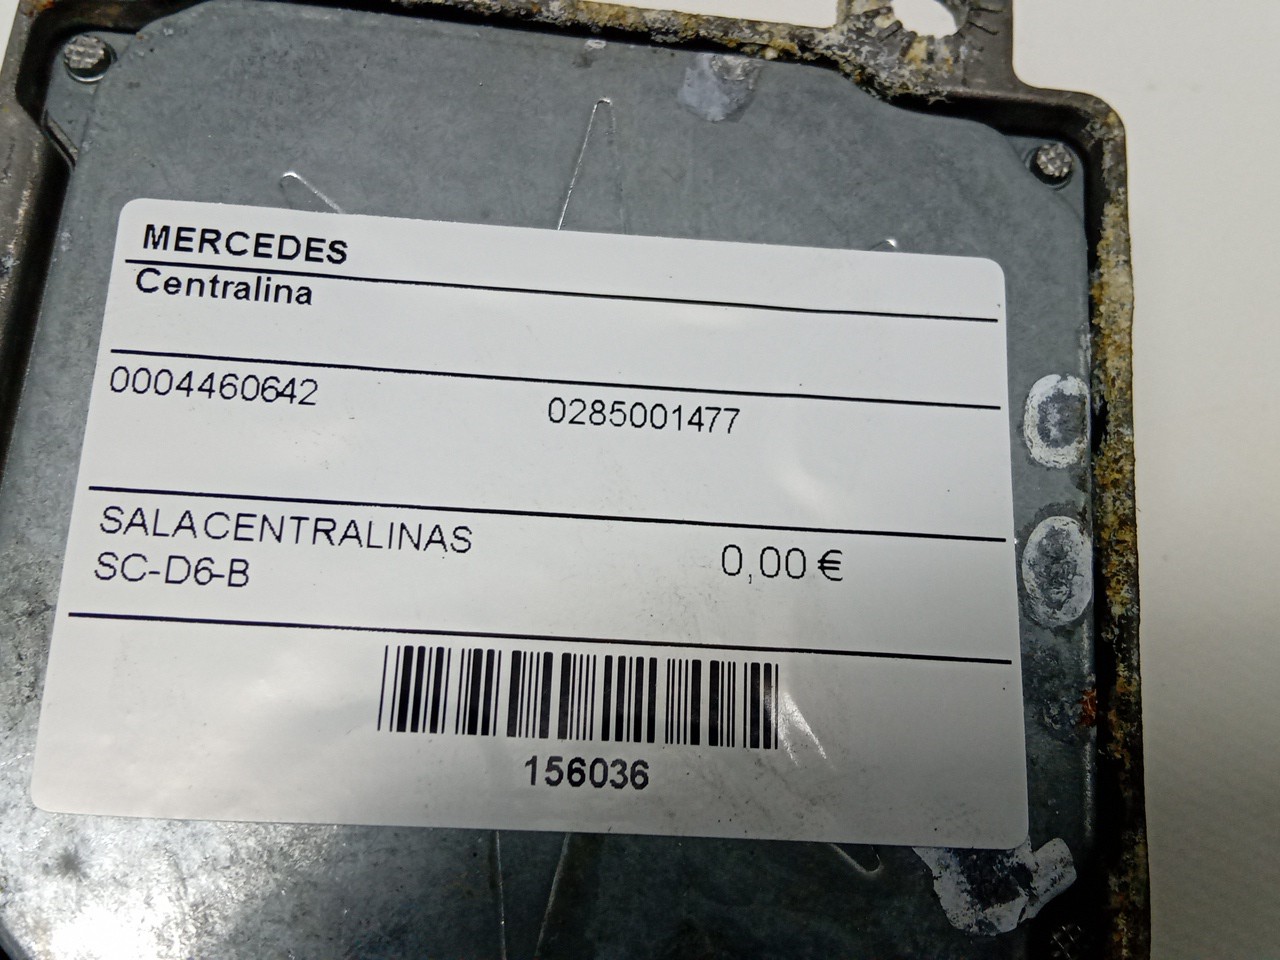 MERCEDES
Centralina
0004460642 0285001477
SALACENTRALINAS 0,00 €
SC-D6-B
156036